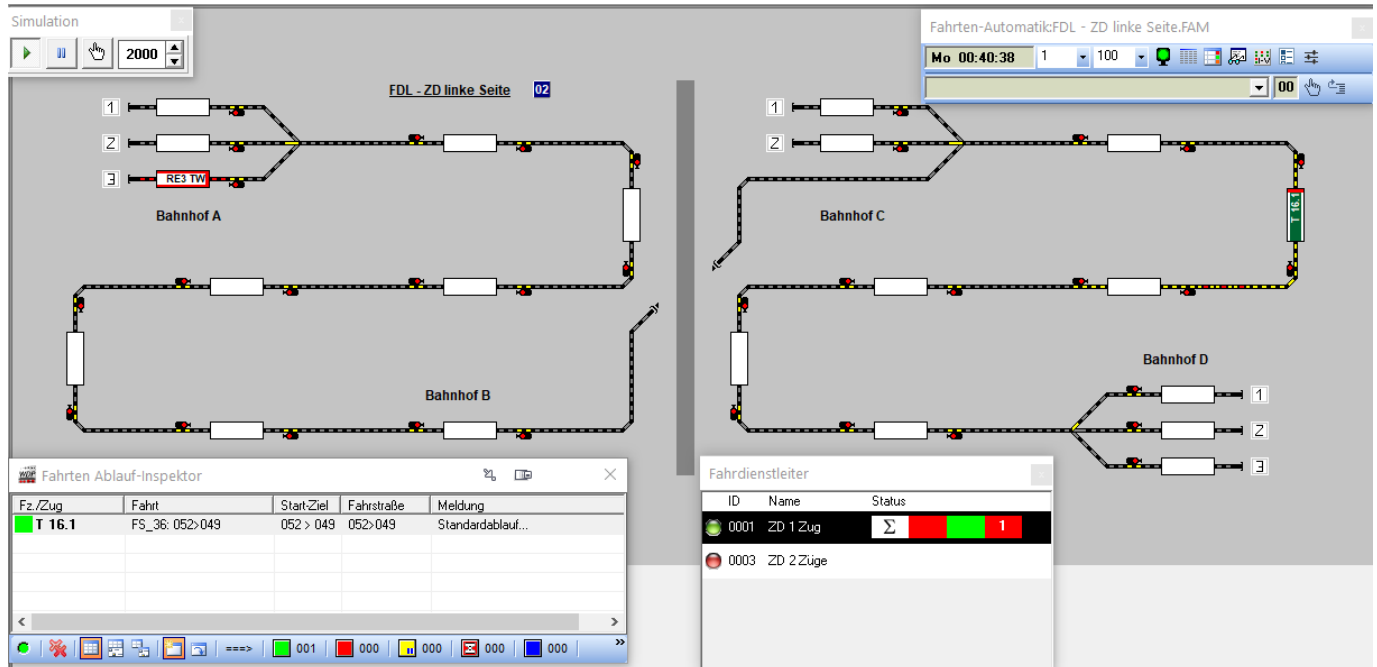 Simulation
2000
Fahrten-Automatik:FDL - ZD linke Seite.FAM
Mo 00:40:38 1 100
00
FDL - ZD linke Seite 02
1
2
3 RE3 TW
Bahnhof A
1
2
Bahnhof C
T 16.1
Bahnhof B
Bahnhof D
1
2
3
Fahrten Ablauf-Inspektor
Fz./Zug Fahrt Start-Ziel Fahrstraße Meldung
T 16.1 FS_36: 052>049 052 > 049 052>049 Standardablauf...
===> 001 000 000 000 000 »
Fahrdienstleiter
ID Name Status
0001 ZD 1 Zug Σ 1
0003 ZD 2 Züge